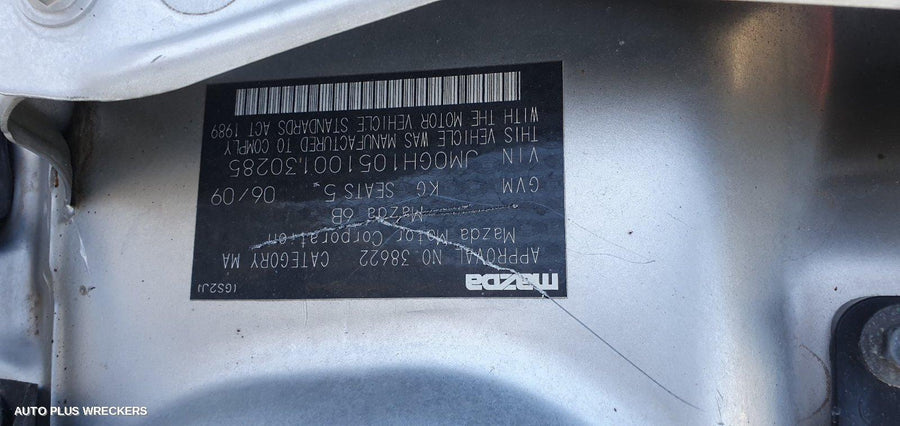 mazda
APPROVAL NO. 38622 CATEGORY MA
Mazda Motor Corporation
Mazda 6B
GVM KG SEATS 5 06/09
VIN JM0GH105100130285
THIS VEHICLE WAS MANUFACTURED TO COMPLY
WITH THE MOTOR VEHICLE STANDARDS ACT 1989
AUTO PLUS WRECKERS